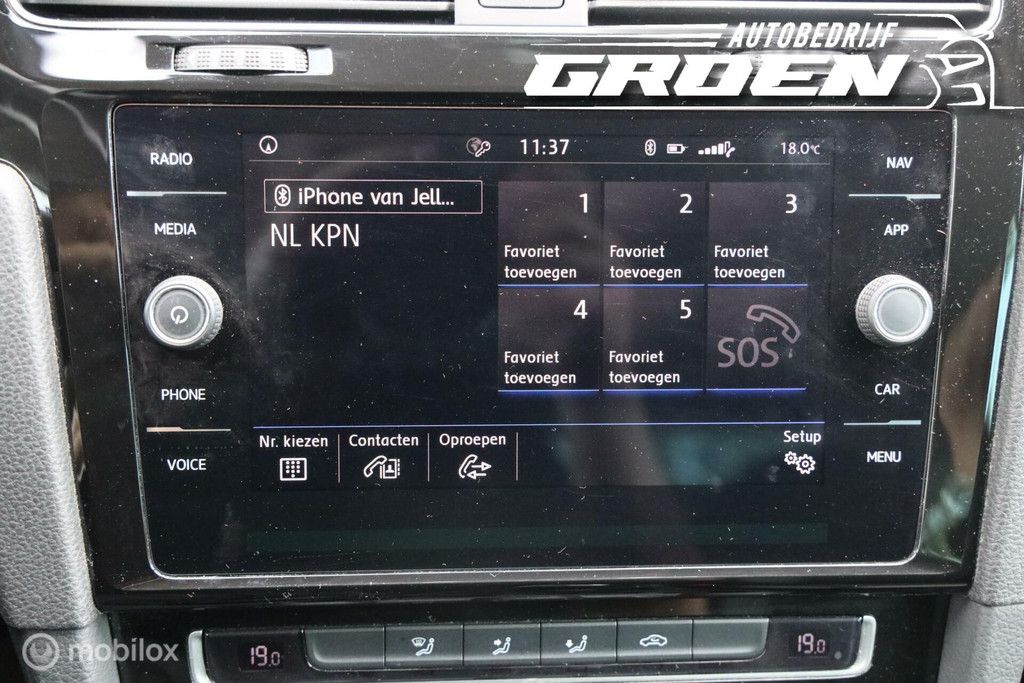 AUTOBEDRIJF
GROEN
RADIO
MEDIA
PHONE
VOICE
11:37
18.0°C
iPhone van Jell...
NL KPN
1
Favoriet
toevoegen
2
Favoriet
toevoegen
3
Favoriet
toevoegen
4
Favoriet
toevoegen
5
Favoriet
toevoegen
SOS
Nr. kiezen
Contacten
Oproepen
Setup
NAV
APP
CAR
MENU
19.0
19.0
mobilox